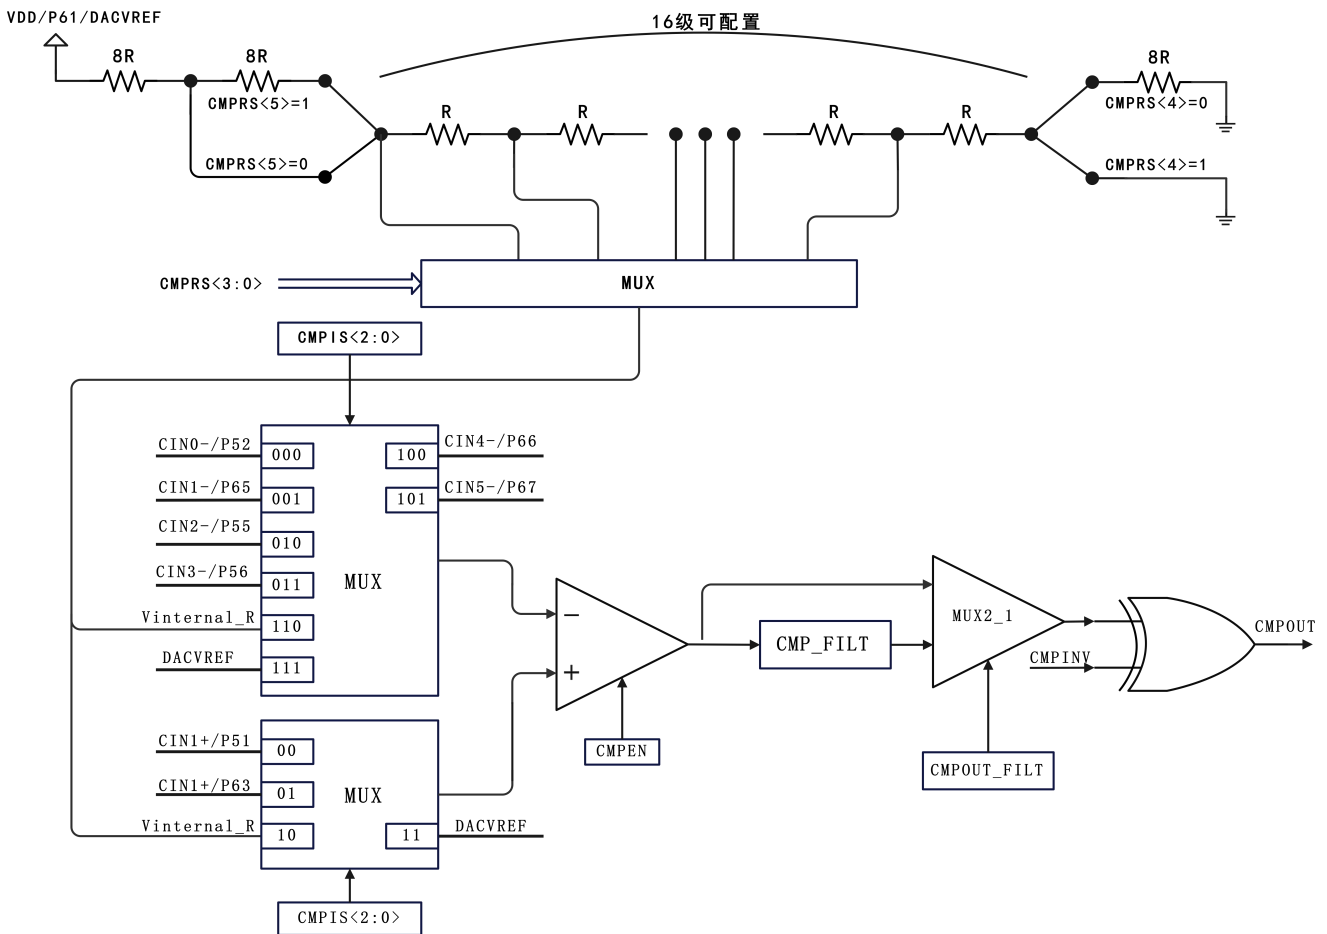 VDD/P61/DACVREF
16级可配置
8R
8R
8R
CMPRS<5>=1
CMPRS<4>=0
R
R
R
R
CMPRS<5>=0
CMPRS<4>=1
CMPRS<3:0>
MUX
CMPIS<2:0>
CIN0-/P52
000
100
CIN4-/P66
CIN1-/P65
001
101
CIN5-/P67
CIN2-/P55
010
CIN3-/P56
011
MUX
Vinternal_R
110
DACVREF
111
−
+
CMPEN
CMP_FILT
MUX2_1
CMPOUT_FILT
CMPINV
CMPOUT
CIN1+/P51
00
CIN1+/P63
01
MUX
Vinternal_R
10
11
DACVREF
CMPIS<2:0>